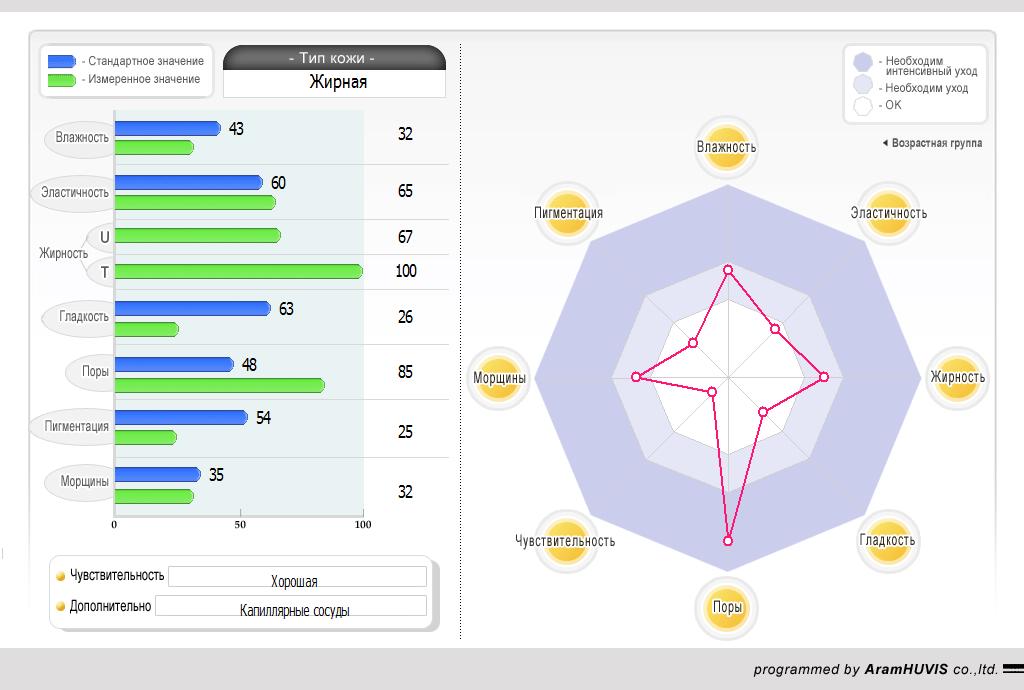 - Стандартное значение
- Измеренное значение
- Тип кожи -
Жирная
Влажность
43
32
Эластичность
60
65
Жирность
U
67
T
100
Гладкость
63
26
Поры
48
85
Пигментация
54
25
Морщины
35
32
0 50 100
Чувствительность
Хорошая
Дополнительно
Капиллярные сосуды
- Необходим
интенсивный уход
- Необходим уход
- OK
Возрастная группа
Влажность
Пигментация
Эластичность
Морщины
Жирность
Чувствительность
Гладкость
Поры
programmed by AramHUVIS co.,ltd.